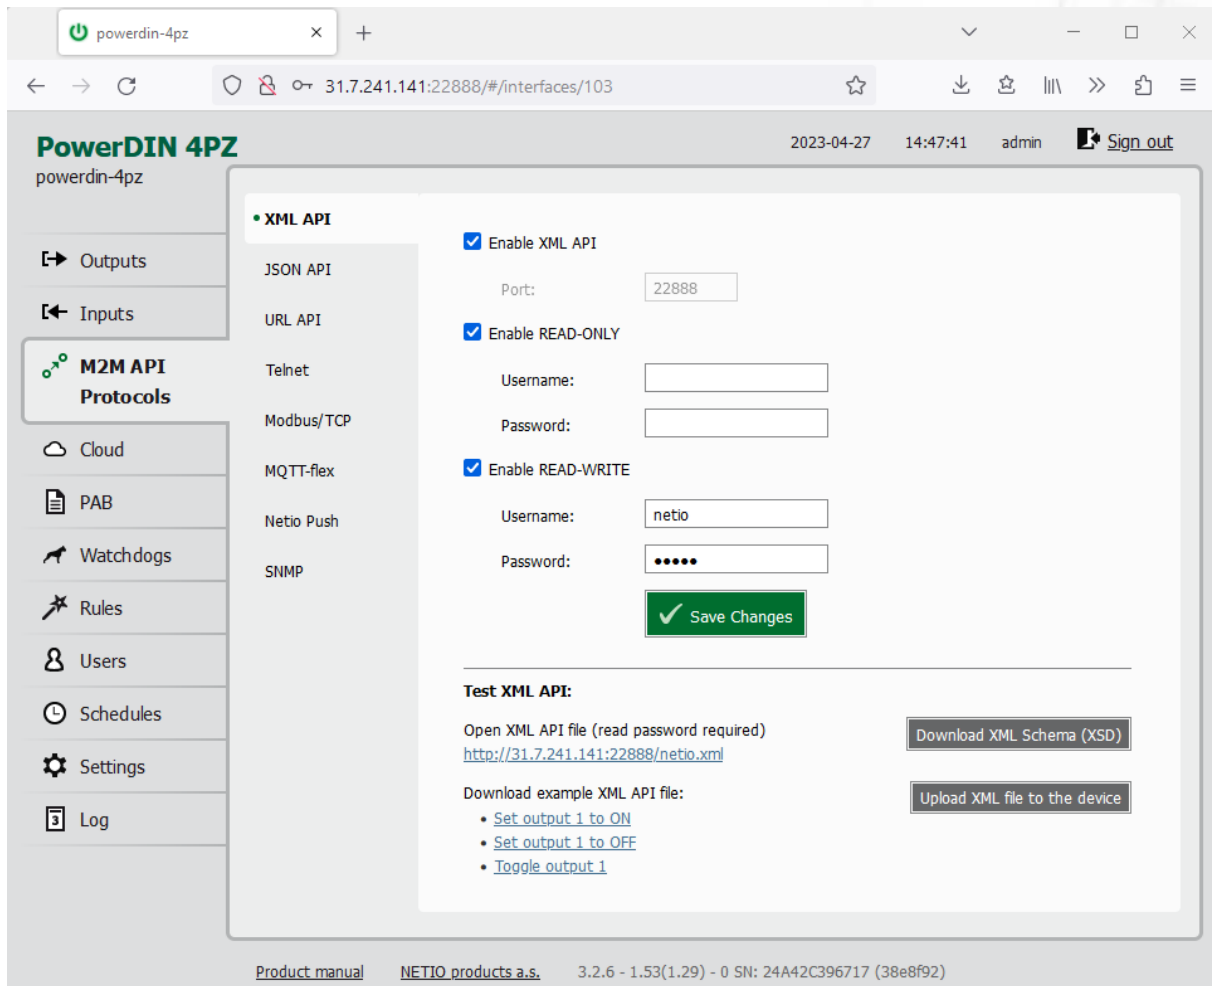 powerdin-4pz
31.7.241.141:22888/#/interfaces/103
PowerDIN 4PZ
powerdin-4pz
2023-04-27 14:47:41 admin Sign out
Outputs
Inputs
M2M API
Protocols
Cloud
PAB
Watchdogs
Rules
Users
Schedules
Settings
3 Log
• XML API
JSON API
URL API
Telnet
Modbus/TCP
MQTT-flex
Netio Push
SNMP
Enable XML API
Port: 22888
Enable READ-ONLY
Username:
Password:
Enable READ-WRITE
Username: netio
Password: •••••
Save Changes
Test XML API:
Open XML API file (read password required)
http://31.7.241.141:22888/netio.xml
Download XML Schema (XSD)
Download example XML API file:
Upload XML file to the device
• Set output 1 to ON
• Set output 1 to OFF
• Toggle output 1
Product manual NETIO products a.s. 3.2.6 - 1.53(1.29) - 0 SN: 24A42C396717 (38e8f92)